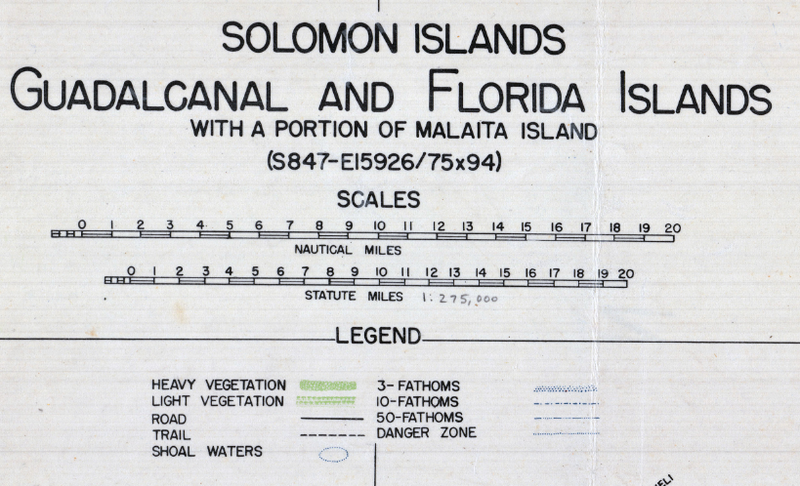 SOLOMON ISLANDS
GUADALCANAL AND FLORIDA ISLANDS
WITH A PORTION OF MALAITA ISLAND
(S847-E15926/75x94)
SCALES
0 1 2 3 4 5 6 7 8 9 10 11 12 13 14 15 16 17 18 19 20
NAUTICAL MILES
0 1 2 3 4 5 6 7 8 9 10 11 12 13 14 15 16 17 18 19 20
STATUTE MILES 1:275,000
LEGEND
HEAVY VEGETATION
LIGHT VEGETATION
ROAD
TRAIL
SHOAL WATERS
3-FATHOMS
10-FATHOMS
50-FATHOMS
DANGER ZONE